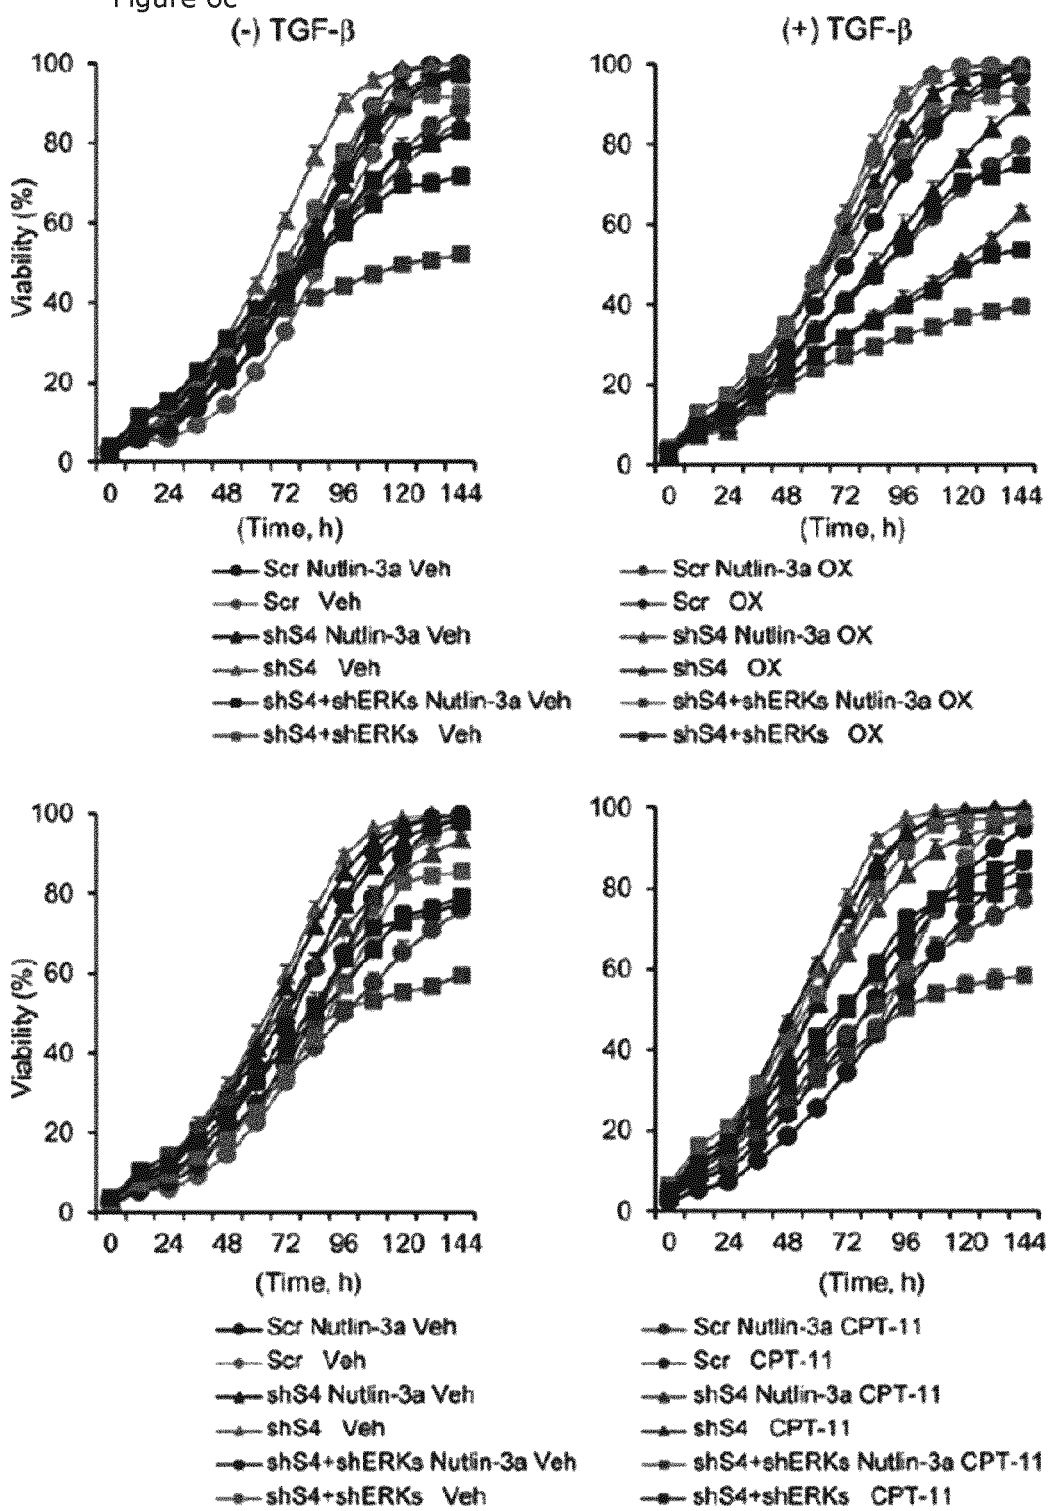 Figure 6c
(-) TGF-β
(+) TGF-β
100
80
60
40
20
0
Viability (%)
0 24 48 72 96 120 144
(Time, h)
100
80
60
40
20
0
0 24 48 72 96 120 144
(Time, h)
Scr Nutlin-3a Veh
Scr Veh
shS4 Nutlin-3a Veh
shS4 Veh
shS4+shERKs Nutlin-3a Veh
shS4+shERKs Veh
Scr Nutlin-3a OX
Scr OX
shS4 Nutlin-3a OX
shS4 OX
shS4+shERKs Nutlin-3a OX
shS4+shERKs OX
100
80
60
40
20
0
Viability (%)
0 24 48 72 96 120 144
(Time, h)
100
80
60
40
20
0
0 24 48 72 96 120 144
(Time, h)
Scr Nutlin-3a Veh
Scr Veh
shS4 Nutlin-3a Veh
shS4 Veh
shS4+shERKs Nutlin-3a Veh
shS4+shERKs Veh
Scr Nutlin-3a CPT-11
Scr CPT-11
shS4 Nutlin-3a CPT-11
shS4 CPT-11
shS4+shERKs Nutlin-3a CPT-11
shS4+shERKs CPT-11